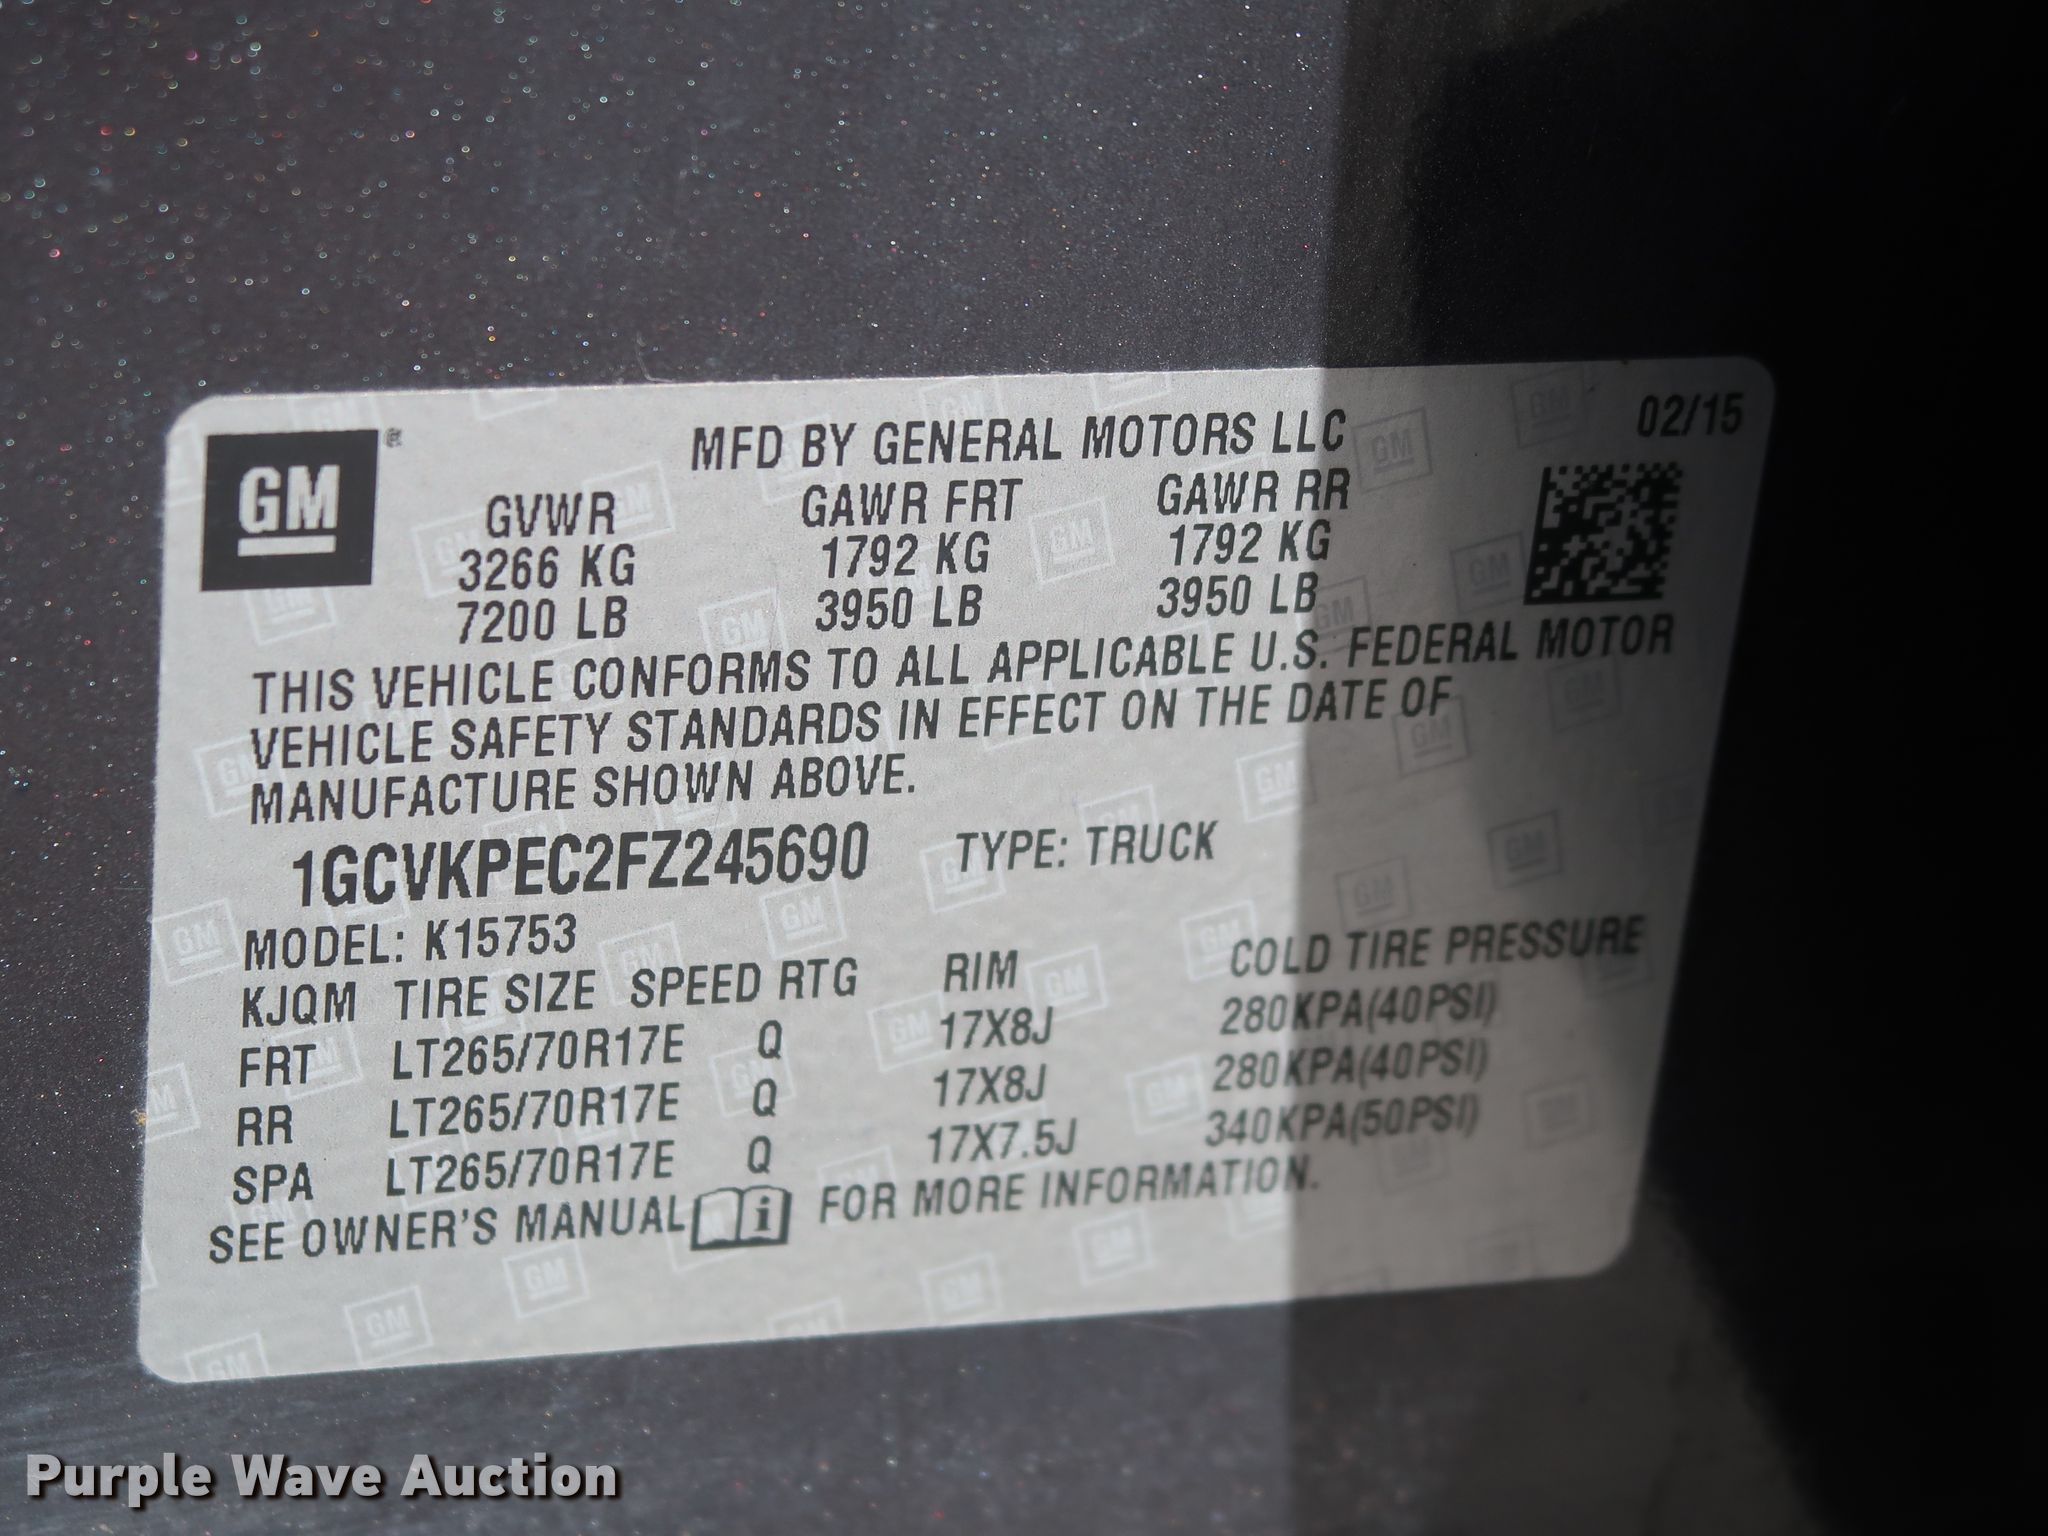 GM
MFD BY GENERAL MOTORS LLC
02/15
GVWR GAWR FRT GAWR RR
3266 KG 1792 KG 1792 KG
7200 LB 3950 LB 3950 LB
THIS VEHICLE CONFORMS TO ALL APPLICABLE U.S. FEDERAL MOTOR
VEHICLE SAFETY STANDARDS IN EFFECT ON THE DATE OF
MANUFACTURE SHOWN ABOVE.
1GCVKPEC2FZ245690 TYPE: TRUCK
MODEL: K15753
KJQM TIRE SIZE SPEED RTG RIM COLD TIRE PRESSURE
FRT LT265/70R17E Q 17X8J 280KPA(40PSI)
RR LT265/70R17E Q 17X8J 280KPA(40PSI)
SPA LT265/70R17E Q 17X7.5J 340KPA(50PSI)
SEE OWNER'S MANUAL i FOR MORE INFORMATION.
Purple Wave Auction